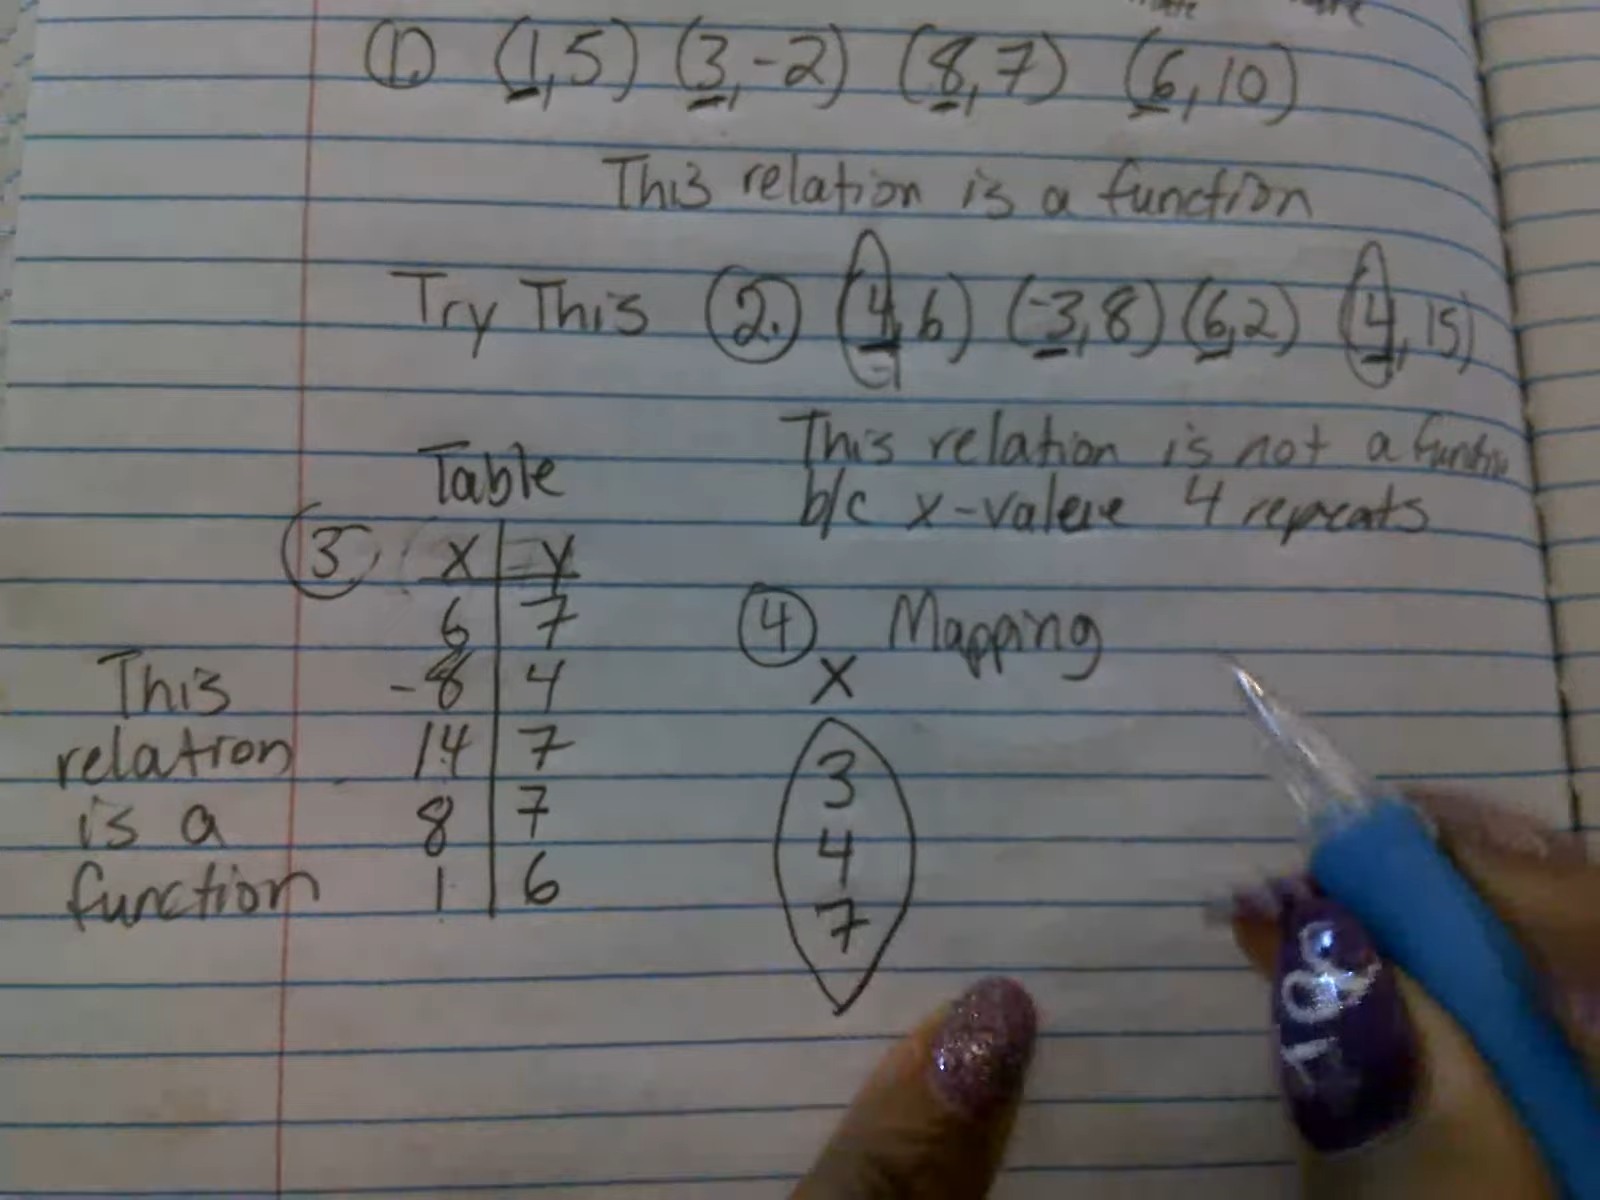 1. (1,5) (3,-2) (8,7) (6,10)
This relation is a function
Try This 2. (4,6) (-3,8) (6,2) (4,15)
This relation is not a
b/c x-valeue 4 repeats
Table
3 x y
6 7
-8 4
14 7
8 7
1 6
This
relation
is a
function
4 Mapping
X
3
4
7